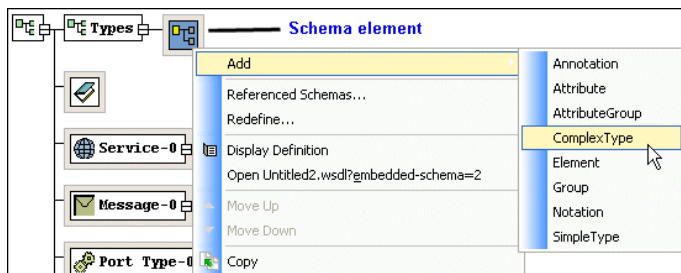 Types
Schema element
Add
Referenced Schemas...
Redefine...
Display Definition
Open Untitled2.wsdl?embedded-schema=2
Move Up
Move Down
Copy
Annotation
Attribute
AttributeGroup
ComplexType
Element
Group
Notation
SimpleType
Service-0
Message-0
Port Type-0